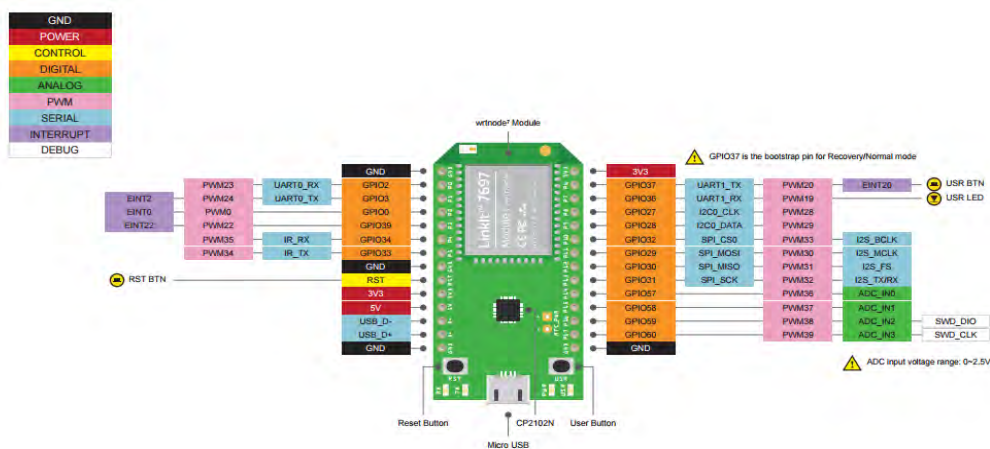 GND
POWER
CONTROL
DIGITAL
ANALOG
PWM
SERIAL
INTERRUPT
DEBUG
wrtnode² Module
GPIO37 is the bootstrap pin for Recovery/Normal mode
GND
PWM23 UART0_RX GPIO2
EINT2 PWM24 UART0_TX GPIO3
EINT0 PWM0 GPIO0
EINT22 PWM22 GPIO39
PWM35 IR_RX GPIO34
PWM34 IR_TX GPIO33
GND
RST BTN RST
3V3
5V
USB_D-
USB_D+
GND
LinkIt™ 7697
RST
USR
3V3
GPIO37 UART1_TX PWM20 EINT20 USR BTN
GPIO36 UART1_RX PWM19 USR LED
GPIO27 I2C0_CLK PWM28
GPIO28 I2C0_DATA PWM29
GPIO32 SPI_CS0 PWM33 I2S_BCLK
GPIO29 SPI_MOSI PWM30 I2S_MCLK
GPIO30 SPI_MISO PWM31 I2S_FS
GPIO31 SPI_SCK PWM32 I2S_TX/RX
GPIO57 PWM36 ADC_IN0
GPIO58 PWM37 ADC_IN1
GPIO59 PWM38 ADC_IN2 SWD_DIO
GPIO60 PWM39 ADC_IN3 SWD_CLK
GND
ADC input voltage range: 0~2.5V
Reset Button
CP2102N
User Button
Micro USB